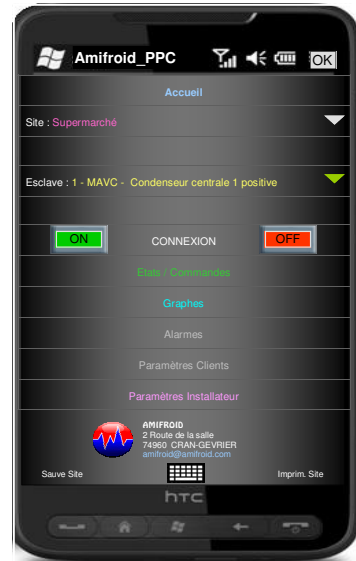 Amifroid_PPC OK
Accueil
Site : Supermarché
Esclave : 1 - MAVC - Condenseur centrale 1 positive
ON CONNEXION OFF
Etats / Commandes
Graphes
Alarmes
Paramètres Clients
Paramètres Installateur
AMIFROID
2 Route de la salle
74960 CRAN-GEVRIER
amifroid@amifroid.com
Sauve Site Imprim. Site
hTC